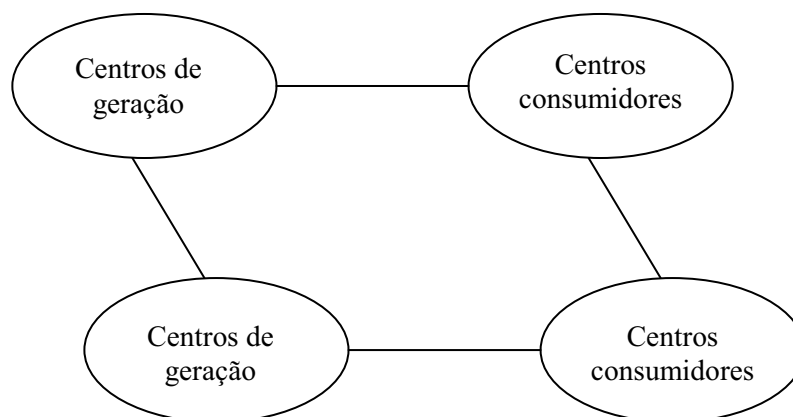 Centros de
geração
Centros
consumidores
Centros de
geração
Centros
consumidores